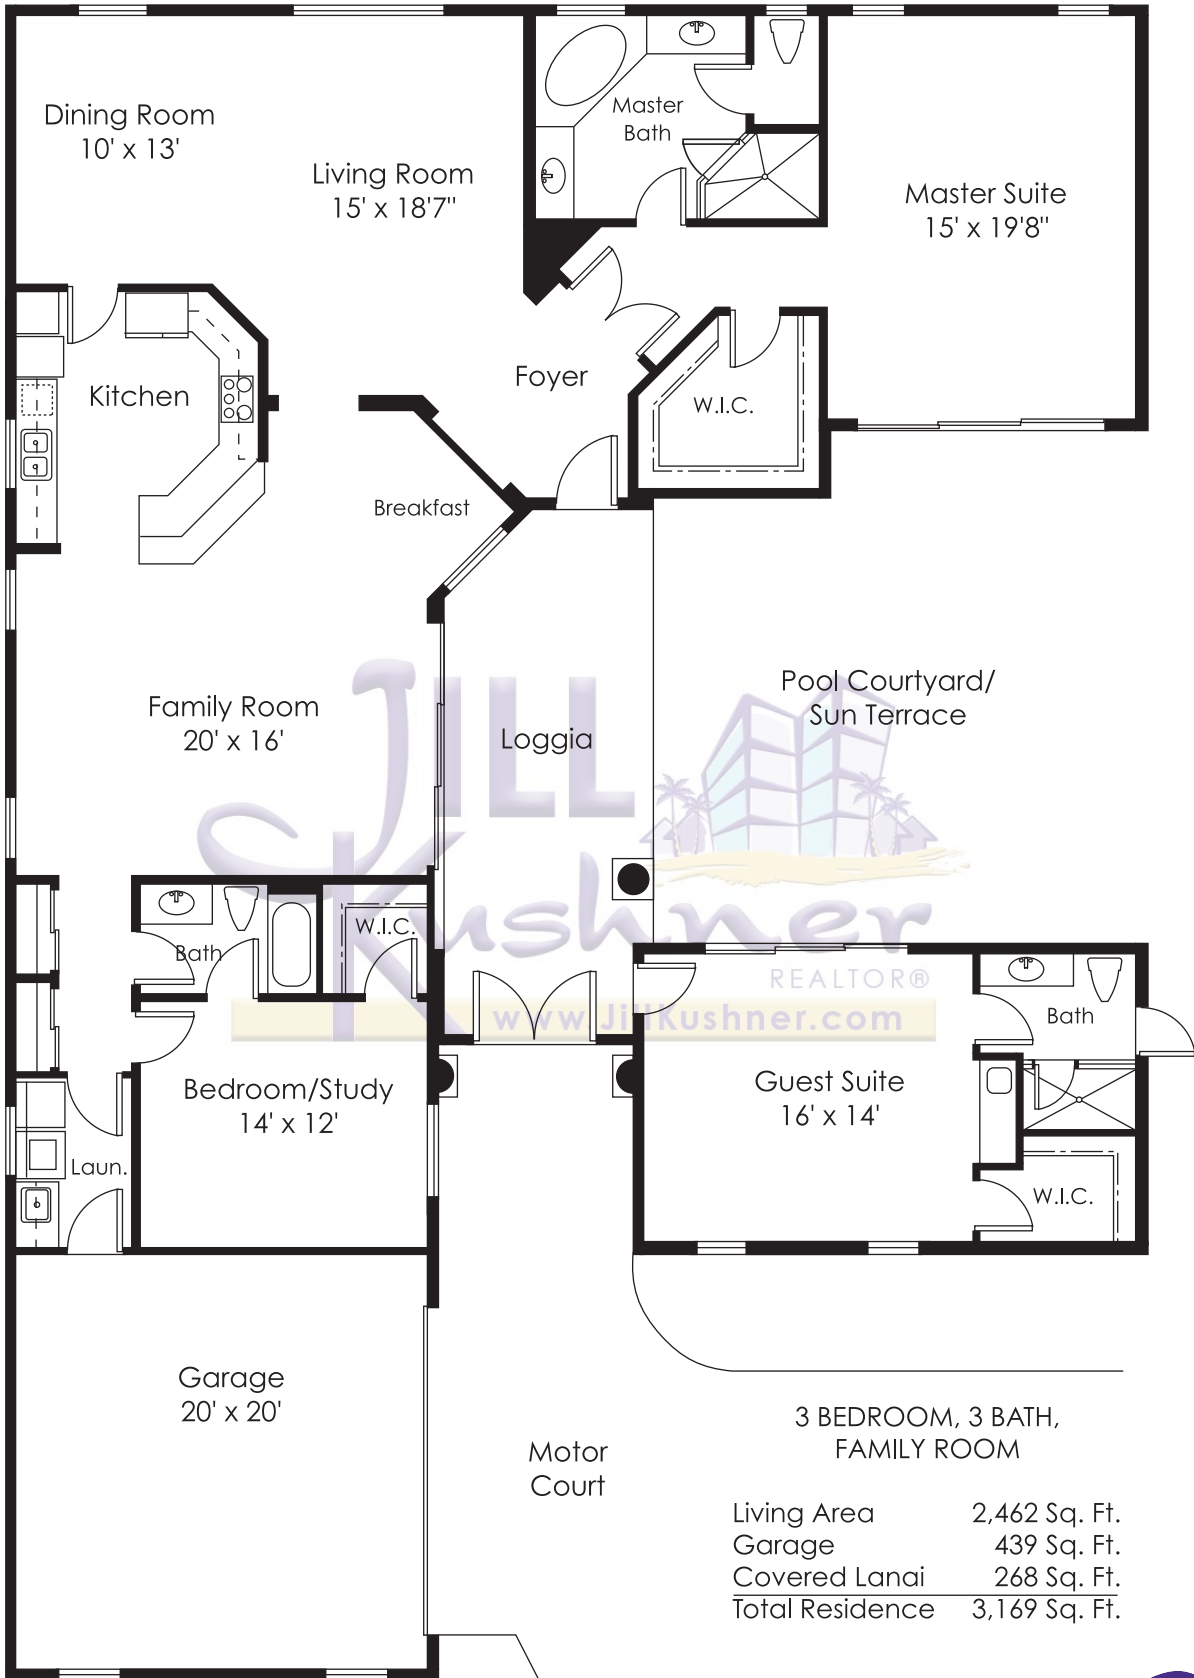 Dining Room
10' x 13'
Living Room
15' x 18'7"
Master
Bath
Master Suite
15' x 19'8"
Kitchen
Foyer
W.I.C.
Breakfast
Family Room
20' x 16'
Loggia
Pool Courtyard/
Sun Terrace
JILL
Kushner
REALTOR®
www.JillKushner.com
Bath
W.I.C.
Bedroom/Study
14' x 12'
Laun.
Guest Suite
16' x 14'
Bath
W.I.C.
Garage
20' x 20'
Motor
Court
3 BEDROOM, 3 BATH,
FAMILY ROOM
Living Area 2,462 Sq. Ft.
Garage 439 Sq. Ft.
Covered Lanai 268 Sq. Ft.
Total Residence 3,169 Sq. Ft.